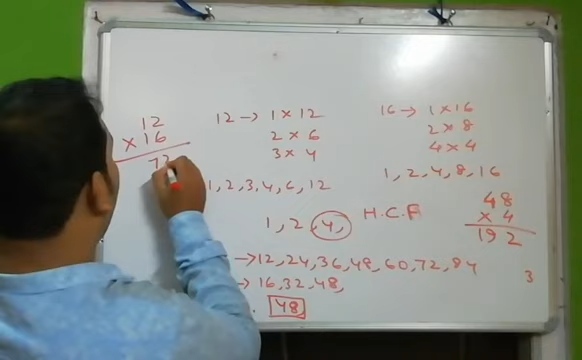 12
× 16
72
12 → 1 × 12
2 × 6
3 × 4
1, 2, 3, 4, 6, 12
16 → 1 × 16
2 × 8
4 × 4
1, 2, 4, 8, 16
1, 2, 4, H.C.F
48
× 4
192
→ 12, 24, 36, 48, 60, 72, 84
→ 16, 32, 48,
48
3